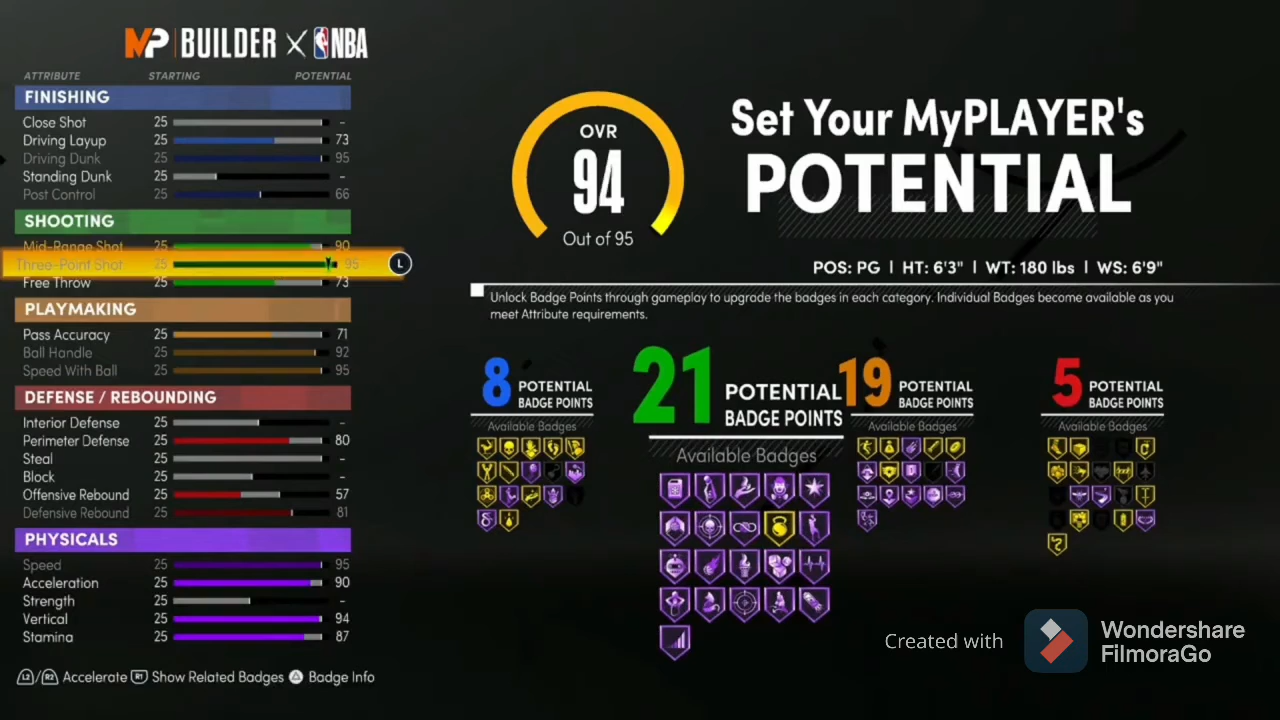 MP | BUILDER X NBA
ATTRIBUTE STARTING POTENTIAL
FINISHING
Close Shot 25 -
Driving Layup 25 73
Driving Dunk 25 95
Standing Dunk 25 -
Post Control 25 66
SHOOTING
Mid-Range Shot 25 90
Three-Point Shot 25 95
L
Free Throw 25 73
PLAYMAKING
Pass Accuracy 25 71
Ball Handle 25 92
Speed With Ball 25 95
DEFENSE / REBOUNDING
Interior Defense 25 -
Perimeter Defense 25 80
Steal 25 -
Block 25 -
Offensive Rebound 25 57
Defensive Rebound 25 81
PHYSICALS
Speed 25 95
Acceleration 25 90
Strength 25 -
Vertical 25 94
Stamina 25 87
L2/R2 Accelerate R1 Show Related Badges Badge Info
OVR
94
Out of 95
Set Your MyPLAYER's
POTENTIAL
POS: PG | HT: 6'3" | WT: 180 lbs | WS: 6'9"
Unlock Badge Points through gameplay to upgrade the badges in each category. Individual Badges become available as you
meet Attribute requirements.
8 POTENTIAL
BADGE POINTS
Available Badges
21 POTENTIAL
BADGE POINTS
Available Badges
19 POTENTIAL
BADGE POINTS
Available Badges
5 POTENTIAL
BADGE POINTS
Available Badges
Created with Wondershare
FilmoraGo